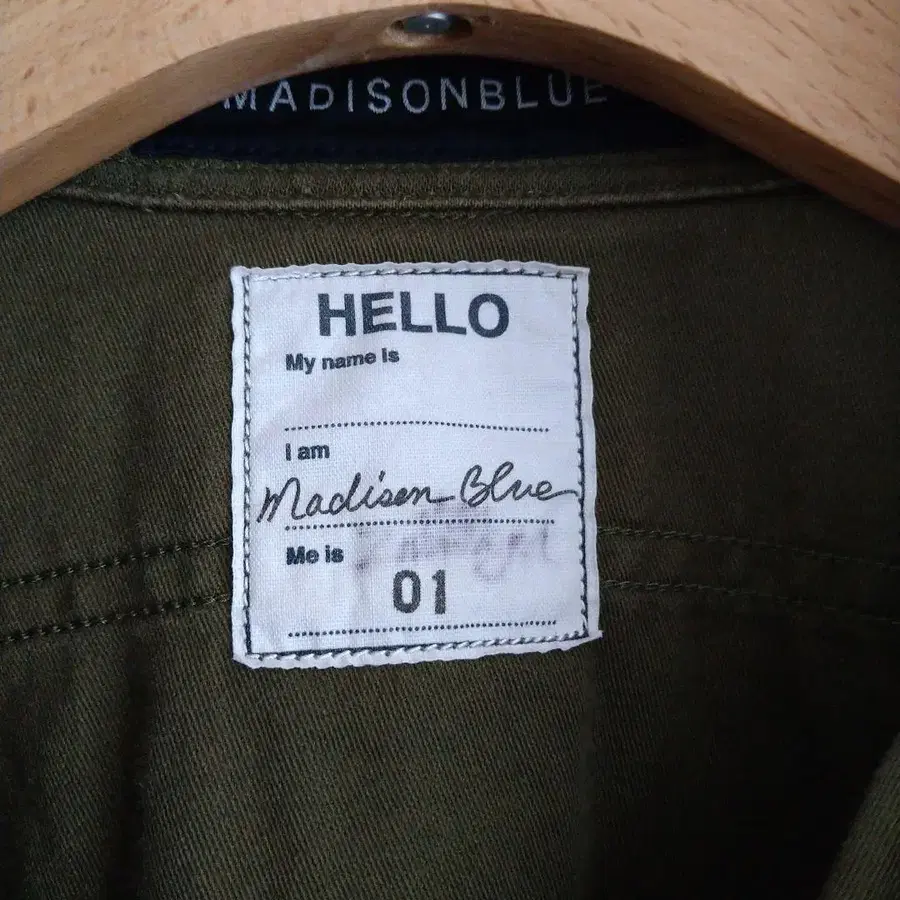 MADISONBLUE
HELLO
My name is
I am
Madison Blue
Me is
01